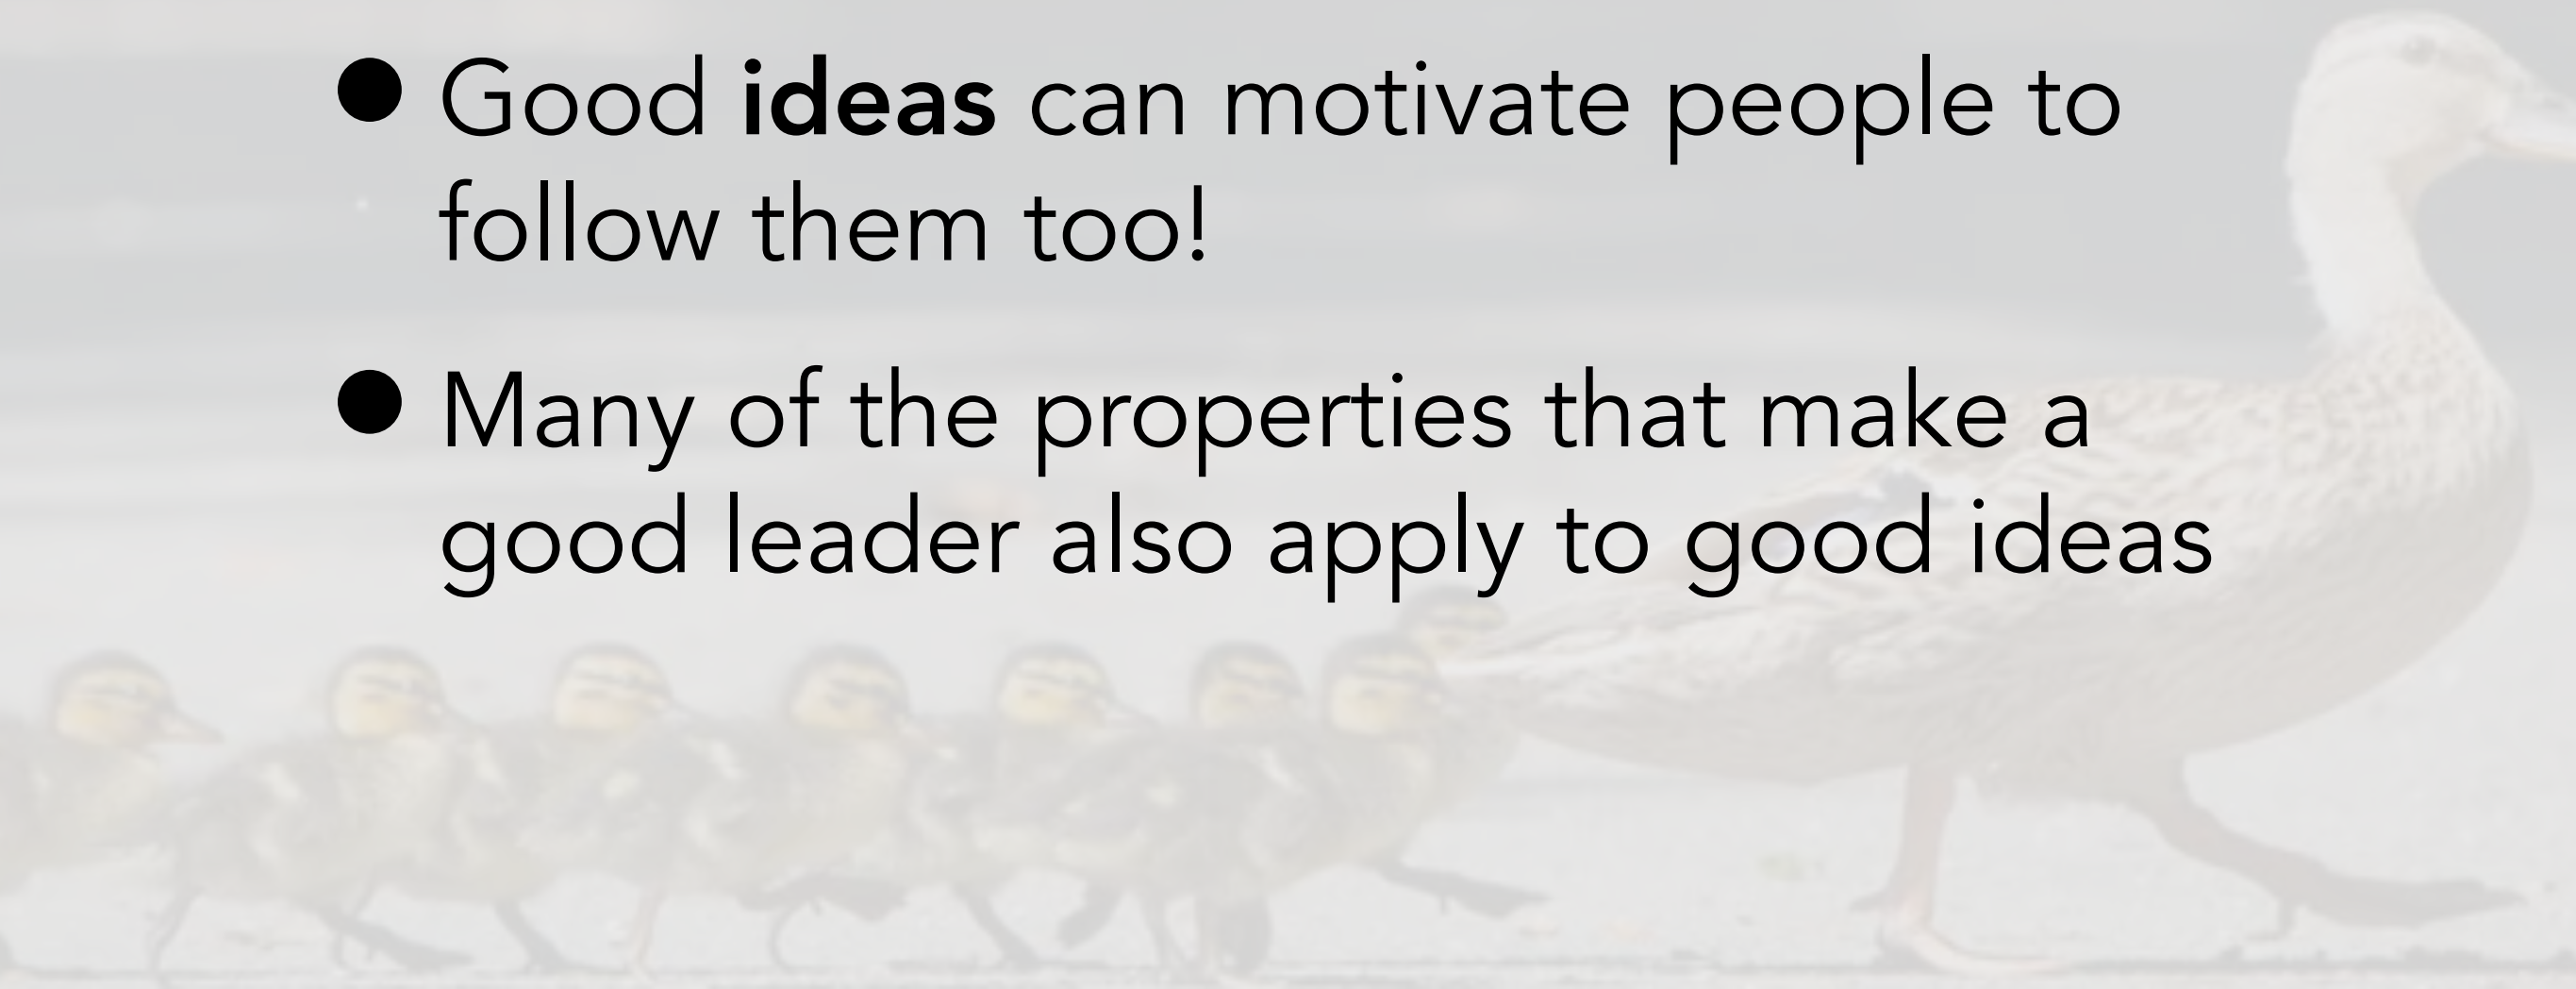 ● Good ideas can motivate people to
follow them too!
● Many of the properties that make a
good leader also apply to good ideas